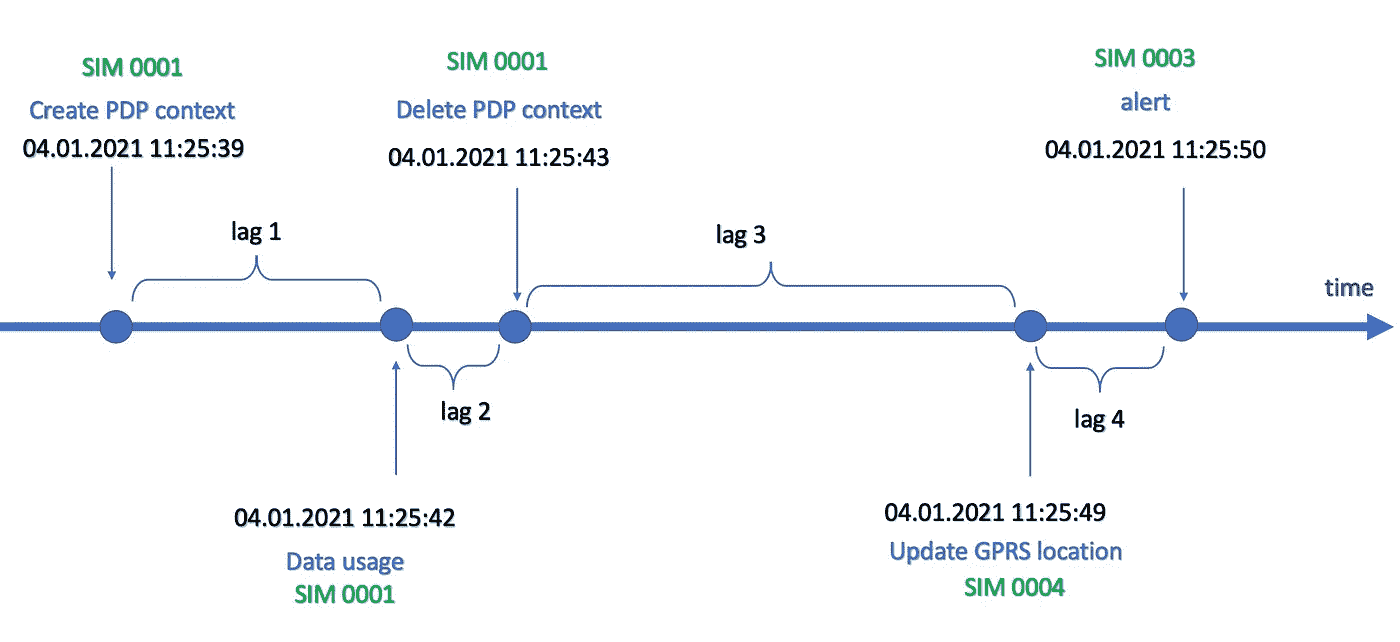 SIM 0001
Create PDP context
04.01.2021 11:25:39
SIM 0001
Delete PDP context
04.01.2021 11:25:43
SIM 0003
alert
04.01.2021 11:25:50
lag 1
lag 3
time
lag 2
lag 4
04.01.2021 11:25:42
Data usage
SIM 0001
04.01.2021 11:25:49
Update GPRS location
SIM 0004